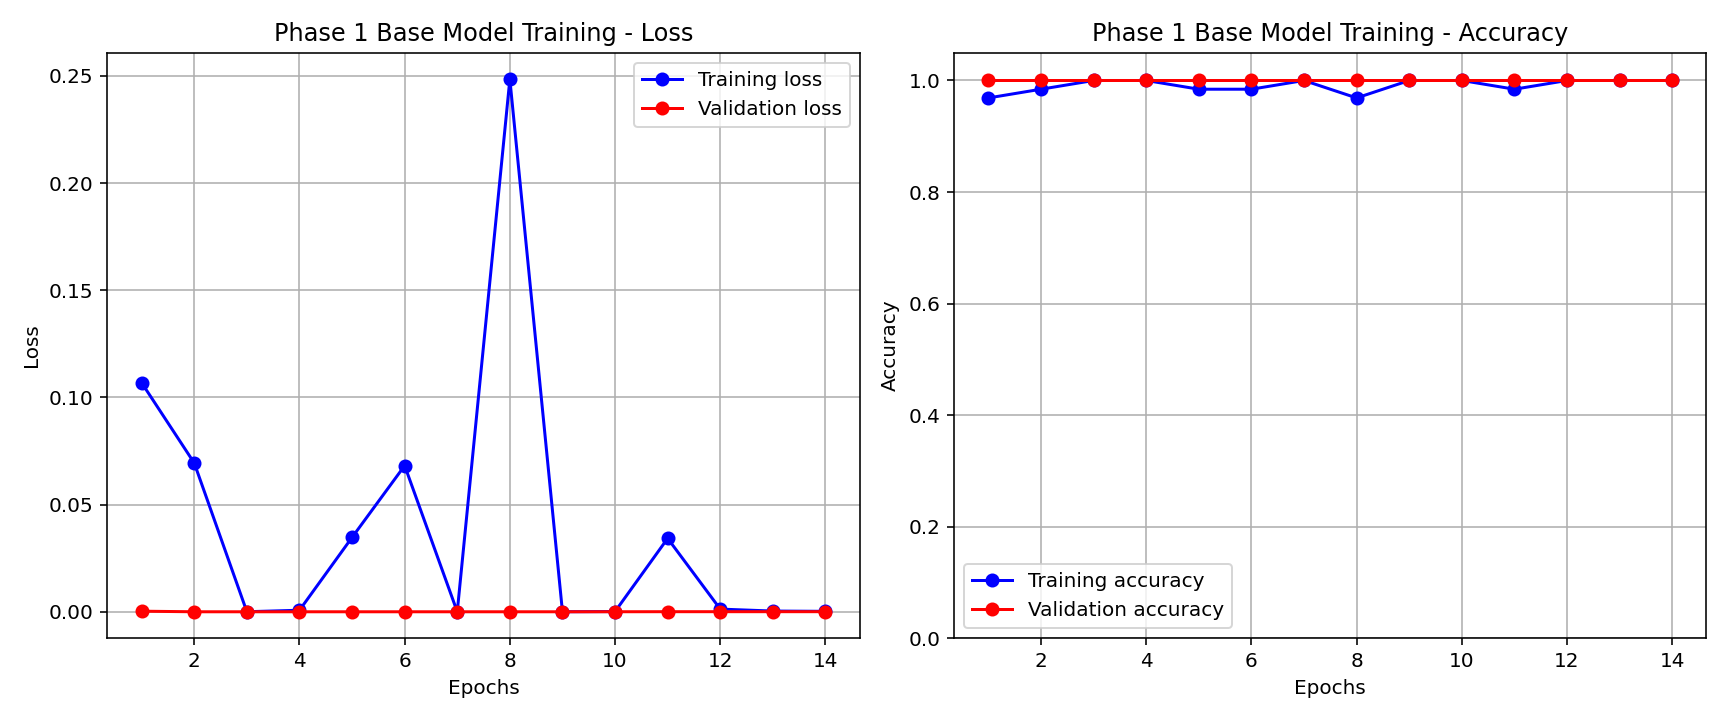 Phase 1 Base Model Training - Loss
Training loss
Validation loss
0.25
0.20
0.15
0.10
0.05
0.00
Loss
2 4 6 8 10 12 14
Epochs
Phase 1 Base Model Training - Accuracy
1.0
0.8
0.6
0.4
0.2
0.0
Accuracy
Training accuracy
Validation accuracy
2 4 6 8 10 12 14
Epochs